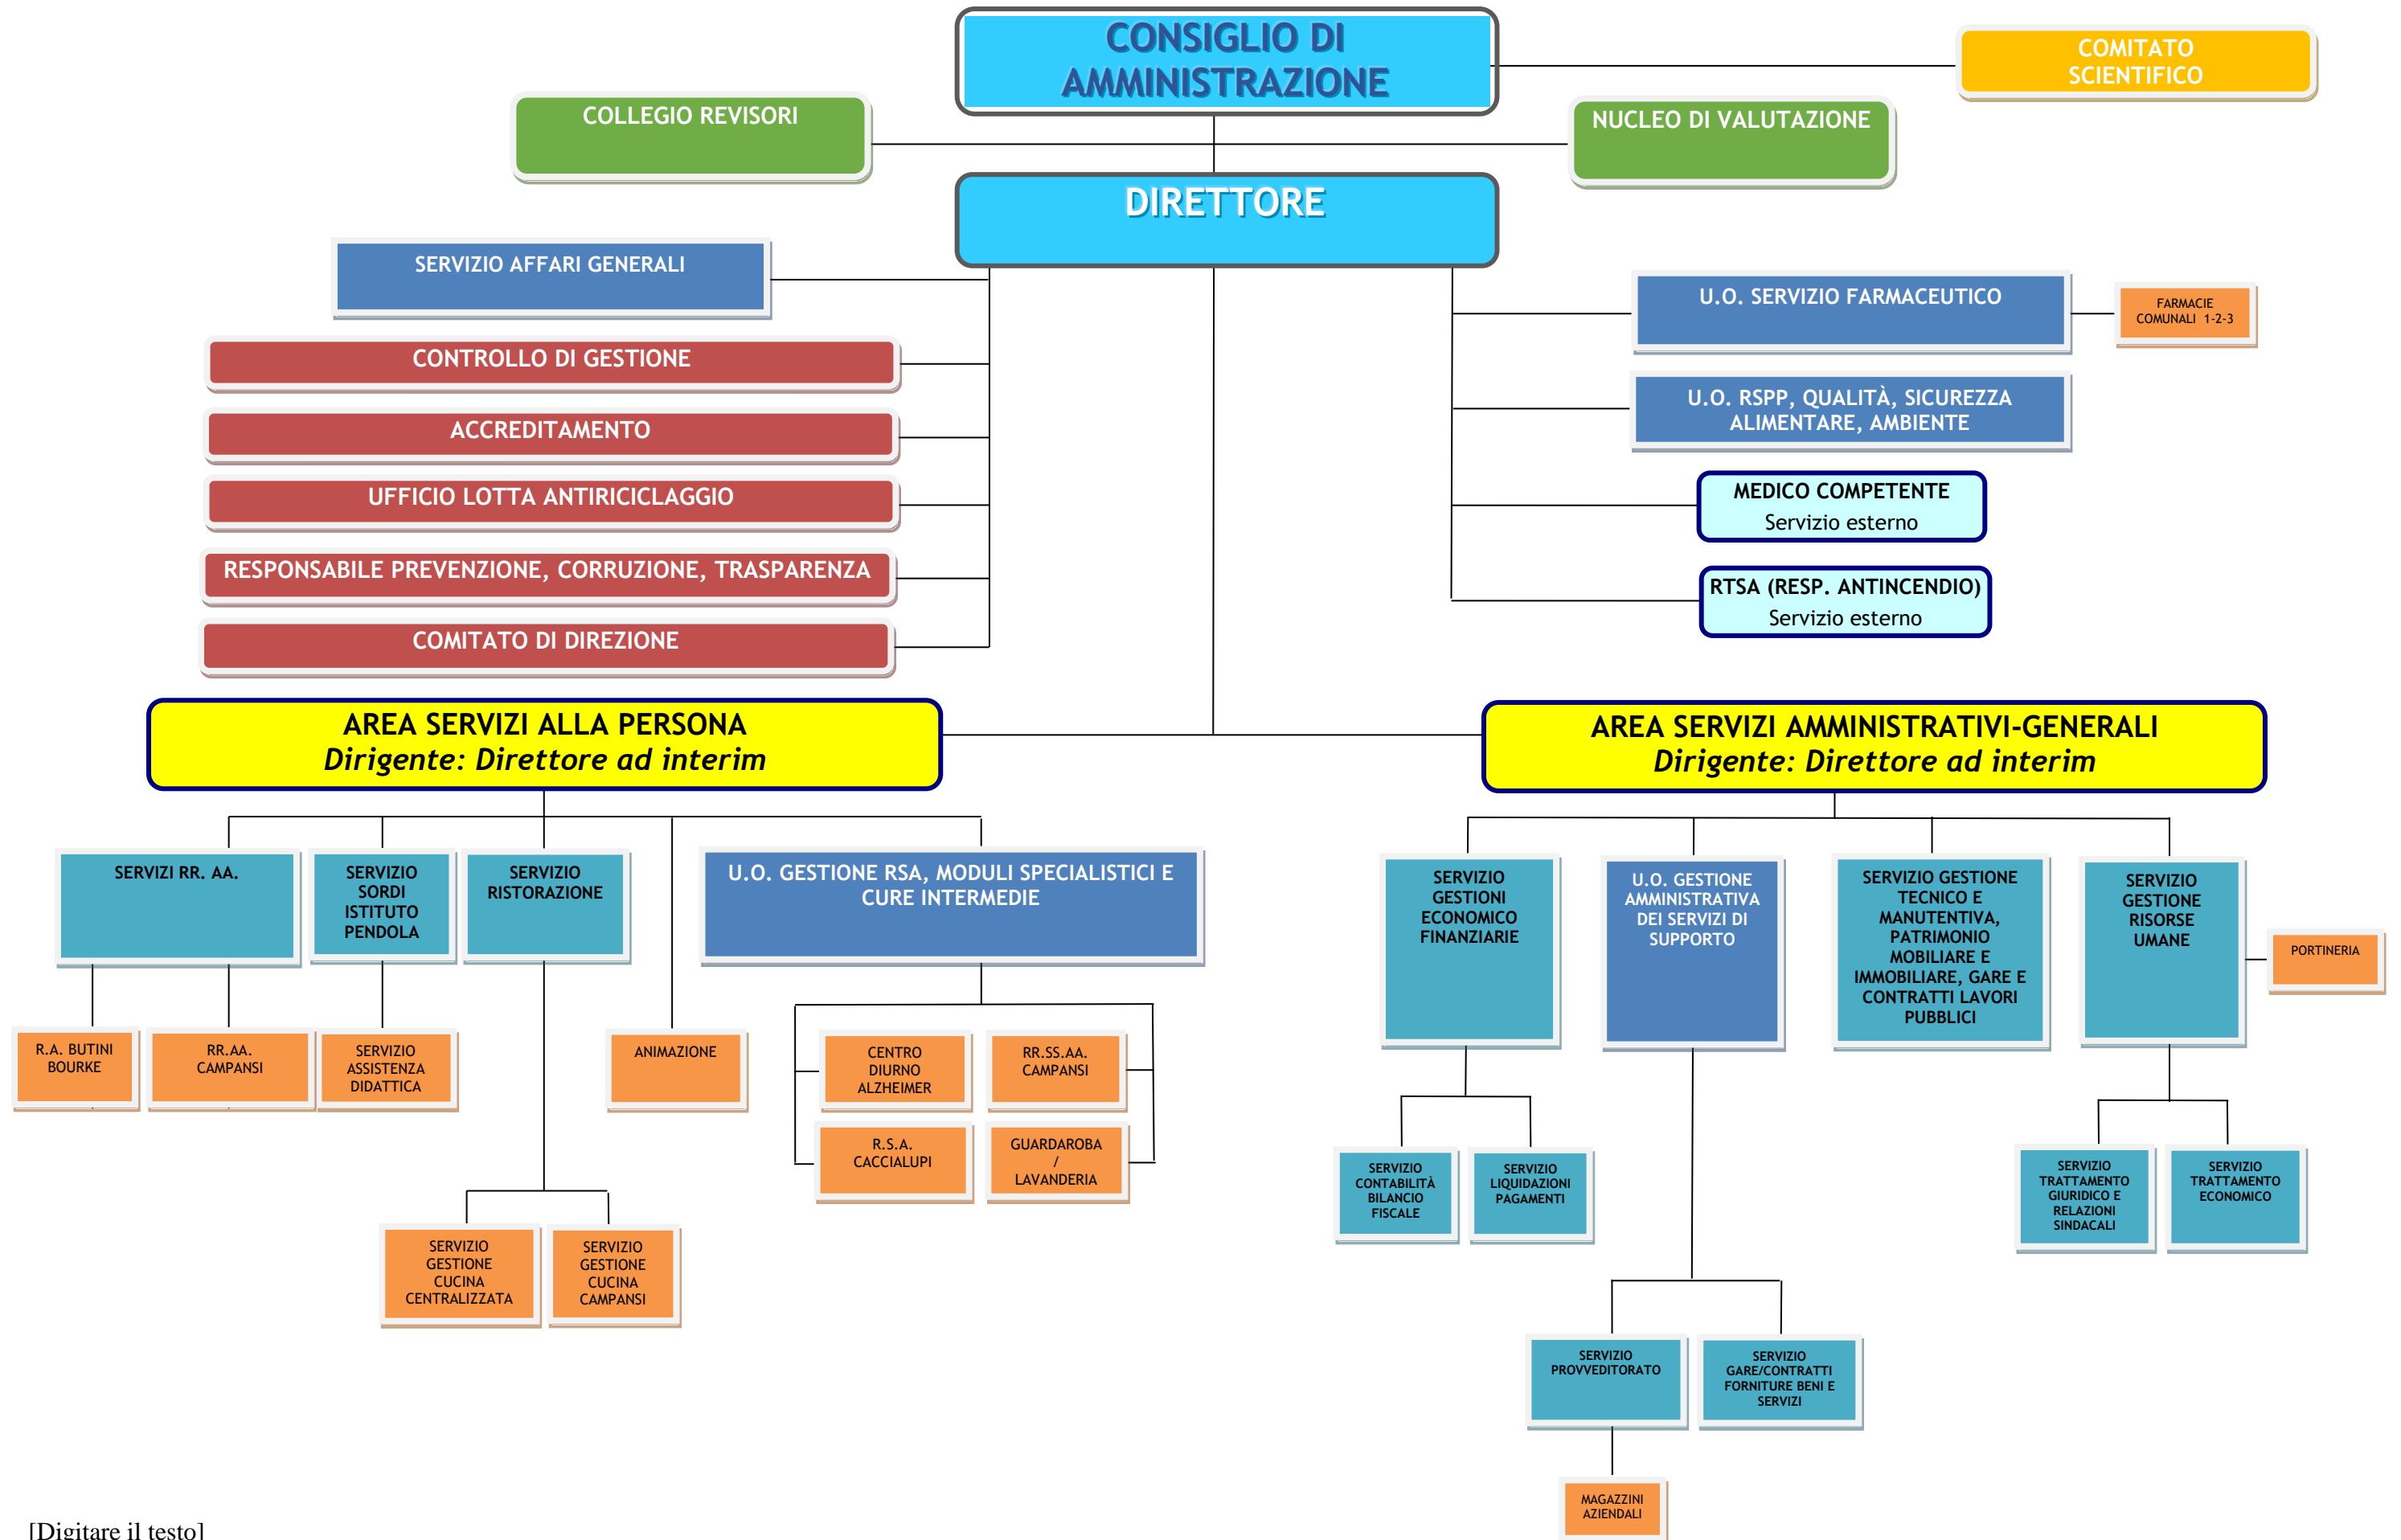 CONSIGLIO DI
AMMINISTRAZIONE
COMITATO
SCIENTIFICO
COLLEGIO REVISORI
NUCLEO DI VALUTAZIONE
DIRETTORE
SERVIZIO AFFARI GENERALI
CONTROLLO DI GESTIONE
ACCREDITAMENTO
UFFICIO LOTTA ANTIRICICLAGGIO
RESPONSABILE PREVENZIONE, CORRUZIONE, TRASPARENZA
COMITATO DI DIREZIONE
U.O. SERVIZIO FARMACEUTICO
FARMACIE
COMUNALI 1-2-3
U.O. RSPP, QUALITÀ, SICUREZZA
ALIMENTARE, AMBIENTE
MEDICO COMPETENTE
Servizio esterno
RTSA (RESP. ANTINCENDIO)
Servizio esterno
AREA SERVIZI ALLA PERSONA
Dirigente: Direttore ad interim
AREA SERVIZI AMMINISTRATIVI-GENERALI
Dirigente: Direttore ad interim
SERVIZI RR. AA.
SERVIZIO
SORDI
ISTITUTO
PENDOLA
SERVIZIO
RISTORAZIONE
U.O. GESTIONE RSA, MODULI SPECIALISTICI E
CURE INTERMEDIE
R.A. BUTINI
BOURKE
RR.AA.
CAMPANSI
SERVIZIO
ASSISTENZA
DIDATTICA
ANIMAZIONE
CENTRO
DIURNO
ALZHEIMER
RR.SS.AA.
CAMPANSI
R.S.A.
CACCIALUPI
GUARDAROBA
/
LAVANDERIA
SERVIZIO
GESTIONE
CUCINA
CENTRALIZZATA
SERVIZIO
GESTIONE
CUCINA
CAMPANSI
SERVIZIO
GESTIONI
ECONOMICO
FINANZIARIE
U.O. GESTIONE
AMMINISTRATIVA
DEI SERVIZI DI
SUPPORTO
SERVIZIO GESTIONE
TECNICO E
MANUTENTIVA,
PATRIMONIO
MOBILIARE E
IMMOBILIARE, GARE E
CONTRATTI LAVORI
PUBBLICI
SERVIZIO
GESTIONE
RISORSE
UMANE
PORTINERIA
SERVIZIO
CONTABILITÀ
BILANCIO
FISCALE
SERVIZIO
LIQUIDAZIONI
PAGAMENTI
SERVIZIO
TRATTAMENTO
GIURIDICO E
RELAZIONI
SINDACALI
SERVIZIO
TRATTAMENTO
ECONOMICO
SERVIZIO
PROVVEDITORATO
SERVIZIO
GARE/CONTRATTI
FORNITURE BENI E
SERVIZI
MAGAZZINI
AZIENDALI
[Digitare il testo]